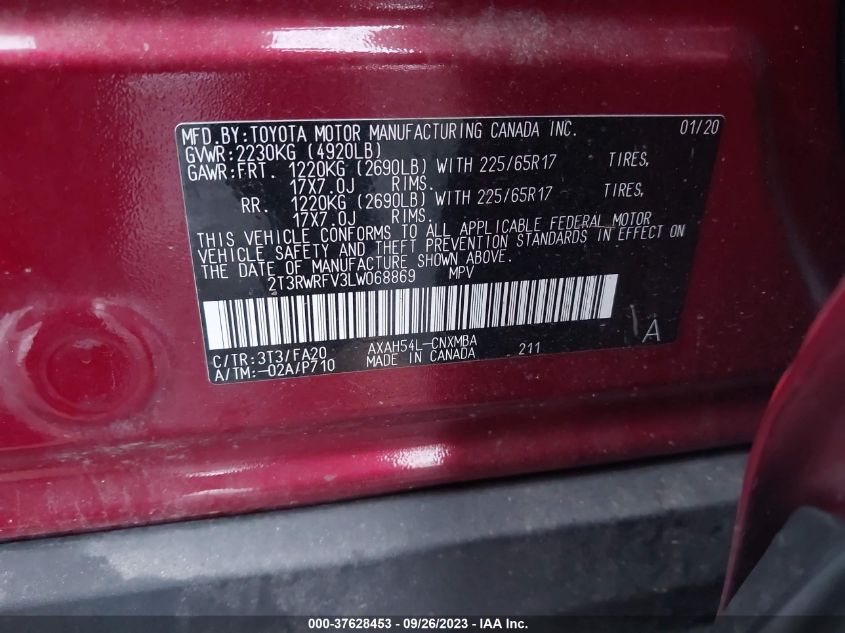 MFD.BY:TOYOTA MOTOR MANUFACTURING CANADA INC. 01/20
GVWR:2230KG (4920LB)
GAWR:FRT. 1220KG (2690LB) WITH 225/65R17 TIRES,
17X7.0J RIMS.
RR. 1220KG (2690LB) WITH 225/65R17 TIRES,
17X7.0J RIMS.
THIS VEHICLE CONFORMS TO ALL APPLICABLE FEDERAL MOTOR
VEHICLE SAFETY AND THEFT PREVENTION STANDARDS IN EFFECT ON
THE DATE OF MANUFACTURE SHOWN ABOVE.
2T3RWRFV3LW068869 MPV
C/TR:3T3/FA20 AXAH54L-CNXMBA 211
A/TM:-02A/P710 MADE IN CANADA
A
000-37628453 - 09/26/2023 - IAA Inc.